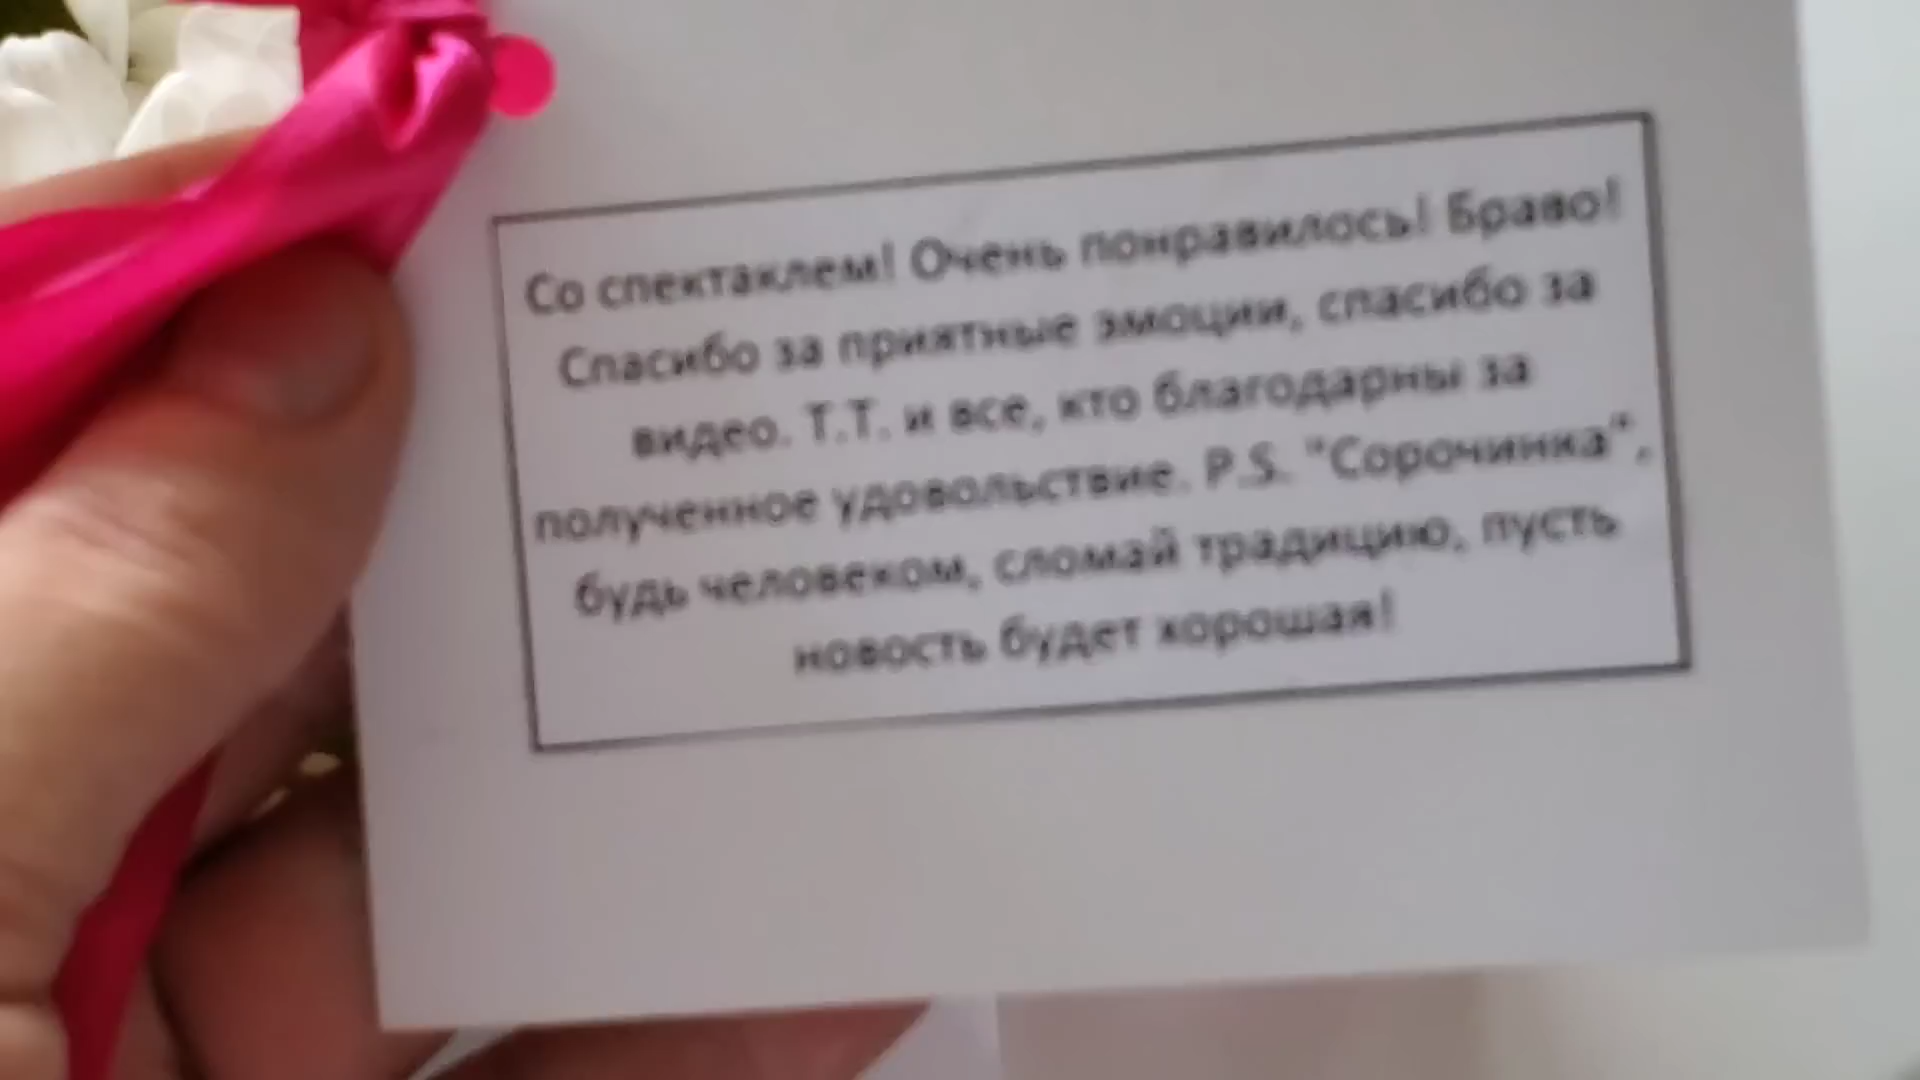 Со спектаклем! Очень понравилось! Браво!
Спасибо за приятные эмоции, спасибо за
видео. Т.Т. и все, кто благодарны за
полученное удовольствие. P.S. "Сорочинка",
будь человеком, сломай традицию, пусть
новость будет хорошая!